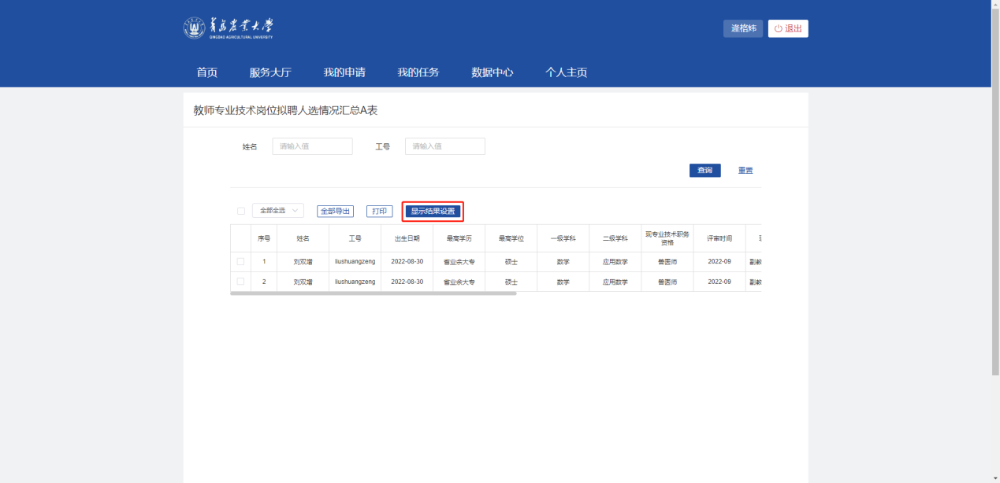 青岛农业大学
QINGDAO AGRICULTURAL UNIVERSITY
逄格炜 退出
首页 服务大厅 我的申请 我的任务 数据中心 个人主页
教师专业技术岗位拟聘人选情况汇总A表
姓名 请输入值 工号 请输入值
查询 重置
全部全选 全部导出 打印 显示结果设置
序号 姓名 工号 出生日期 最高学历 最高学位 一级学科 二级学科 现专业技术职务资格 评审时间
1 刘双增 liushuangzeng 2022-08-30 省业余大专 硕士 数学 应用数学 兽医师 2022-09 副教
2 刘双增 liushuangzeng 2022-08-30 省业余大专 硕士 数学 应用数学 兽医师 2022-09 副教